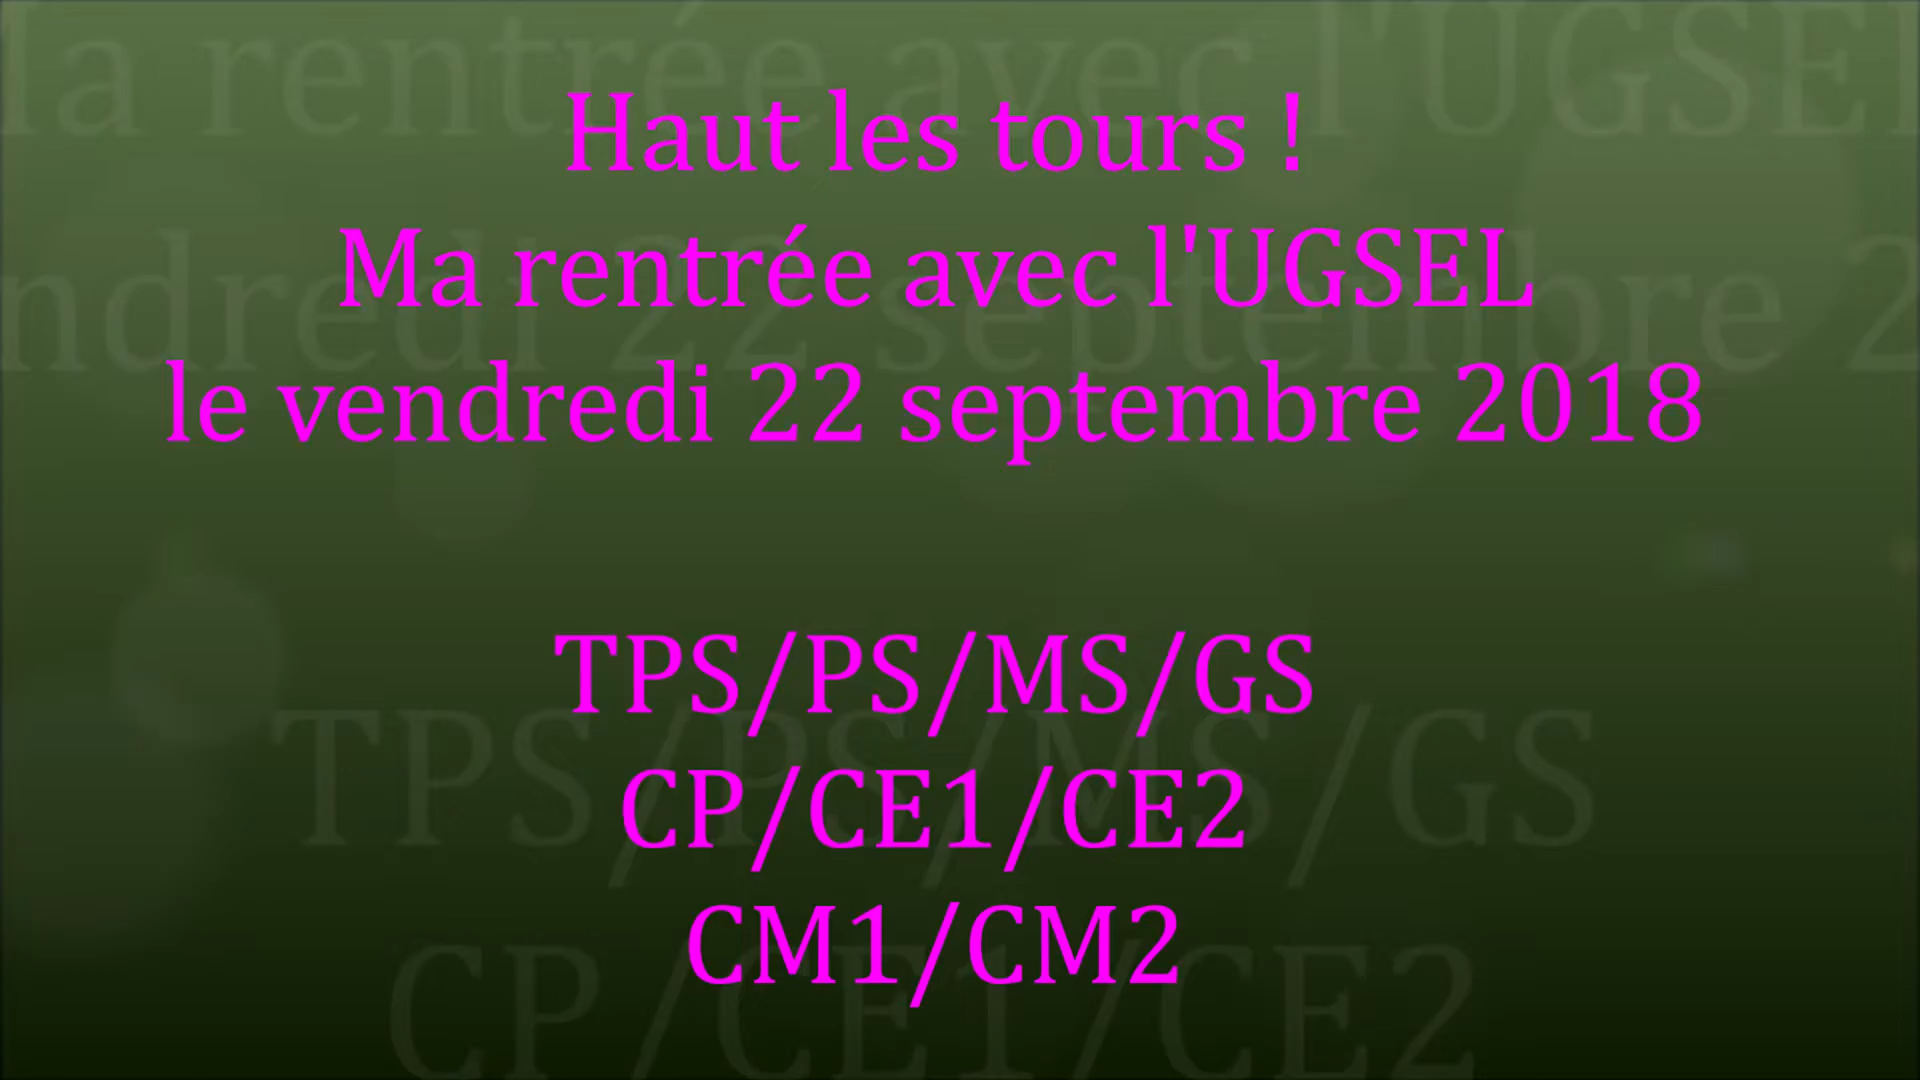 Haut les tours !
Ma rentrée avec l'UGSEL
le vendredi 22 septembre 2018
TPS/PS/MS/GS
CP/CE1/CE2
CM1/CM2